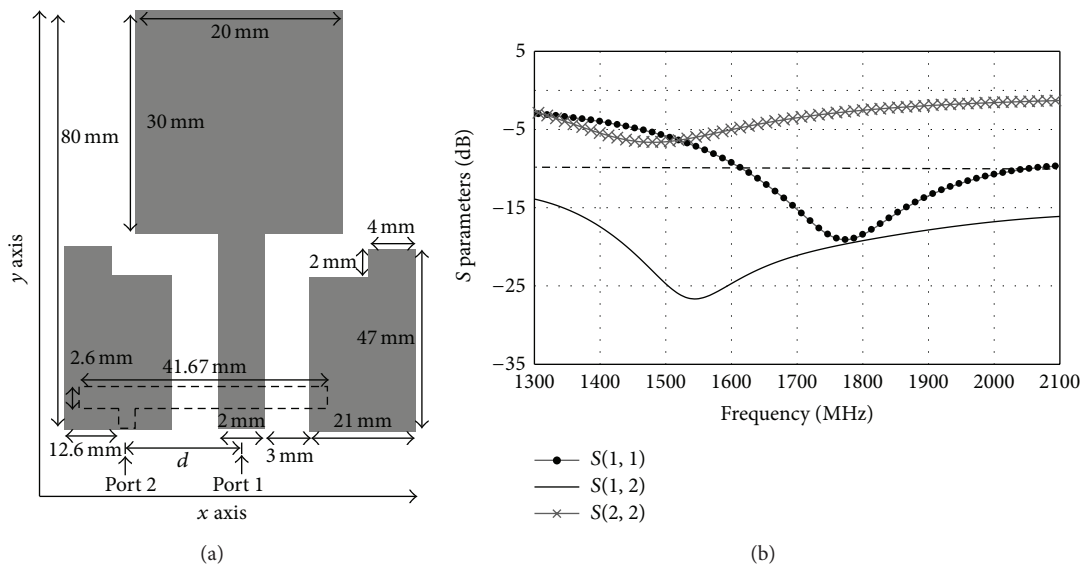 20 mm
80 mm
30 mm
y axis
4 mm
2 mm
47 mm
2.6 mm
41.67 mm
12.6 mm
2 mm
21 mm
3 mm
d
Port 2
Port 1
x axis
(a)
5
−5
−15
−25
−35
S parameters (dB)
1300 1400 1500 1600 1700 1800 1900 2000 2100
Frequency (MHz)
S(1, 1)
S(1, 2)
S(2, 2)
(b)